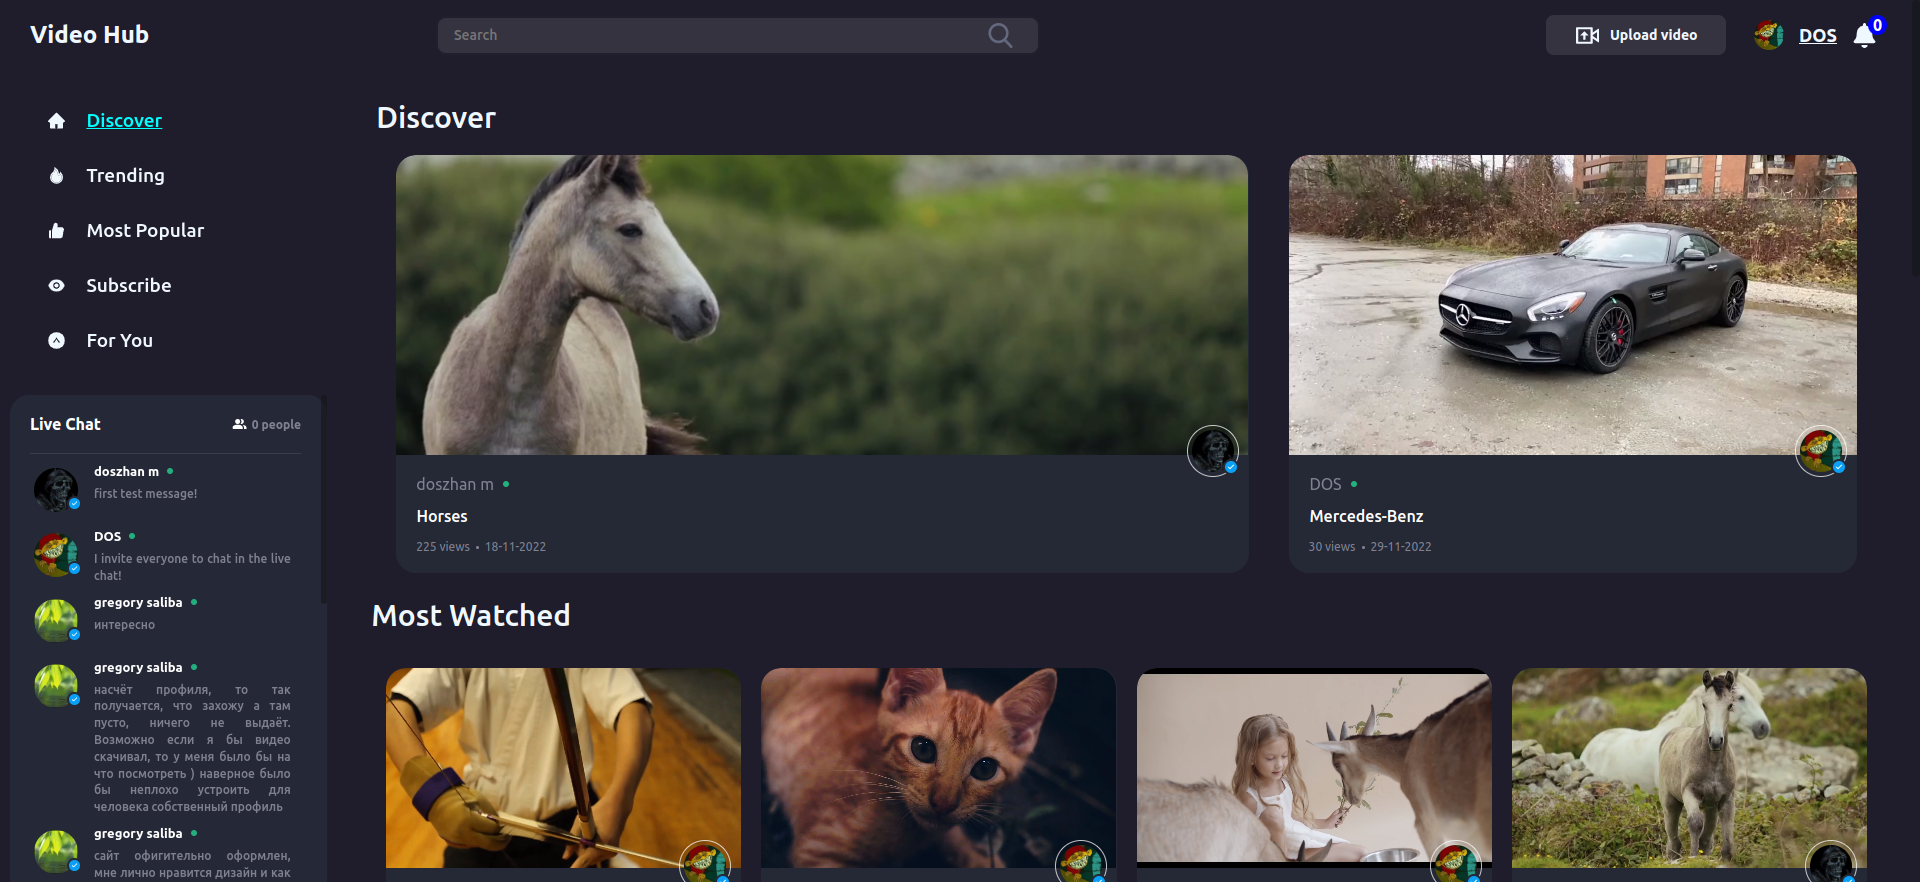 Video Hub
Search
Upload video
DOS
0
Discover
Trending
Most Popular
Subscribe
For You
Live Chat
0 people
doszhan m
first test message!
DOS
I invite everyone to chat in the live
chat!
gregory saliba
интересно
gregory saliba
насчёт профиля, то так
получается, что захожу а там
пусто, ничего не выдаёт.
Возможно если я бы видео
скачивал, то у меня было бы на
что посмотреть ) наверное было
бы неплохо устроить для
человека собственный профиль
gregory saliba
сайт офигительно оформлен,
мне лично нравится дизайн и как
Discover
doszhan m
Horses
225 views • 18-11-2022
DOS
Mercedes-Benz
30 views • 29-11-2022
Most Watched